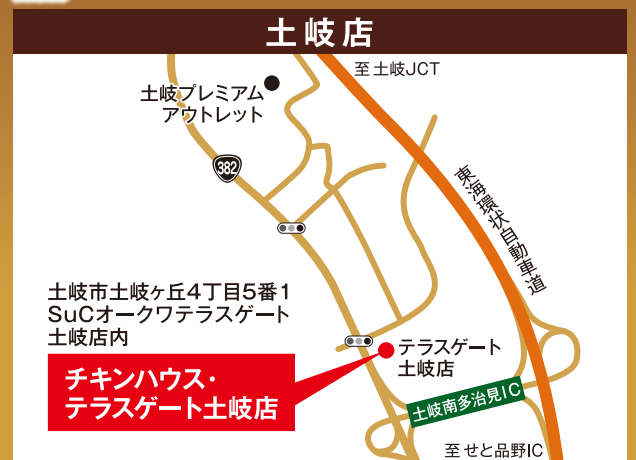 土岐店
至 土岐JCT
土岐プレミアム
アウトレット
382
東海環状自動車道
土岐市土岐ヶ丘4丁目5番1
SuCオークワテラスゲート
土岐店内
テラスゲート
土岐店
チキンハウス・
テラスゲート土岐店
土岐南多治見IC
至 せと品野IC